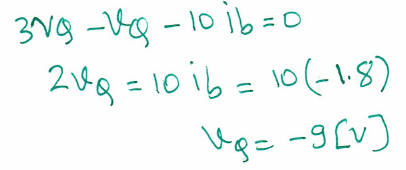 3VQ - VQ - 10 ib = 0
2VQ = 10 ib = 10(-1.8)
VQ = -9 [V]